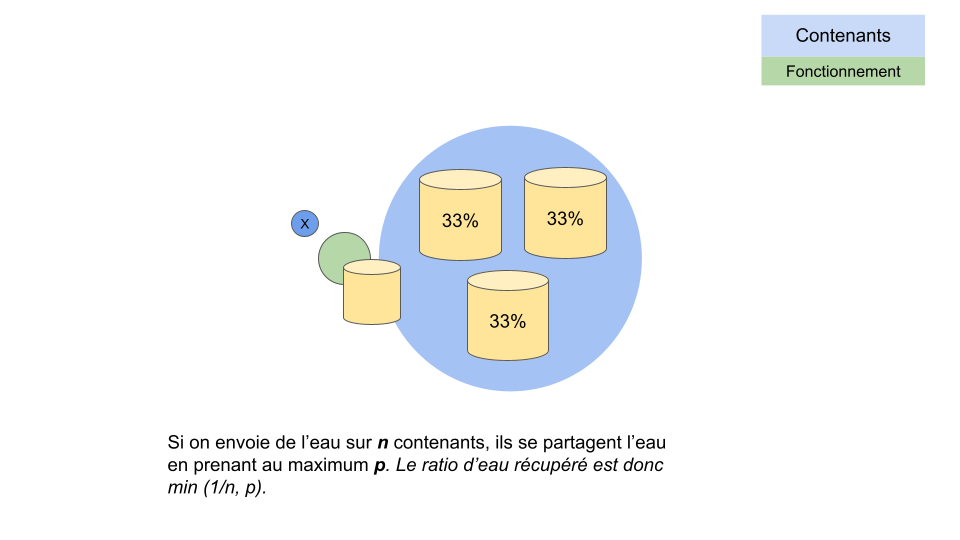 Contenants
Fonctionnement
33%
33%
X
33%
Si on envoie de l’eau sur n contenants, ils se partagent l’eau
en prenant au maximum p. Le ratio d’eau récupéré est donc
min (1/n, p).